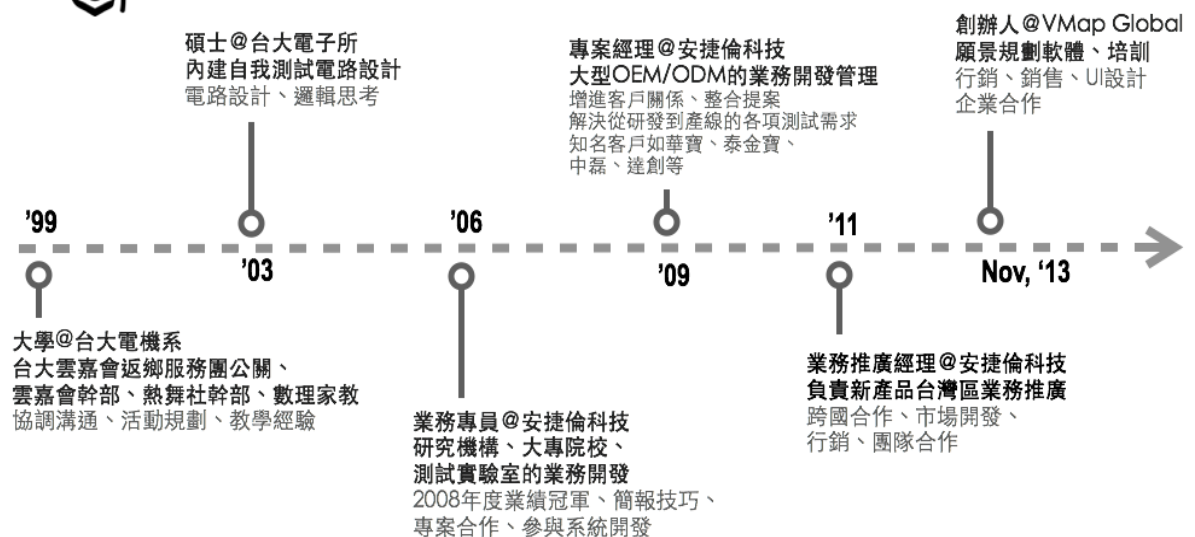 '99
大學@台大電機系
台大雲嘉會返鄉服務團公關、
雲嘉會幹部、熱舞社幹部、數理家教
協調溝通、活動規劃、教學經驗
碩士@台大電子所
內建自我測試電路設計
電路設計、邏輯思考
'03
'06
業務專員@安捷倫科技
研究機構、大專院校、
測試實驗室的業務開發
2008年度業績冠軍、簡報技巧、
專案合作、參與系統開發
專案經理@安捷倫科技
大型OEM/ODM的業務開發管理
增進客戶關係、整合提案
解決從研發到產線的各項測試需求
知名客戶如華寶、泰金寶、
中磊、達創等
'09
'11
業務推廣經理@安捷倫科技
負責新產品台灣區業務推廣
跨國合作、市場開發、
行銷、團隊合作
創辦人@VMap Global
願景規劃軟體、培訓
行銷、銷售、UI設計
企業合作
Nov, '13